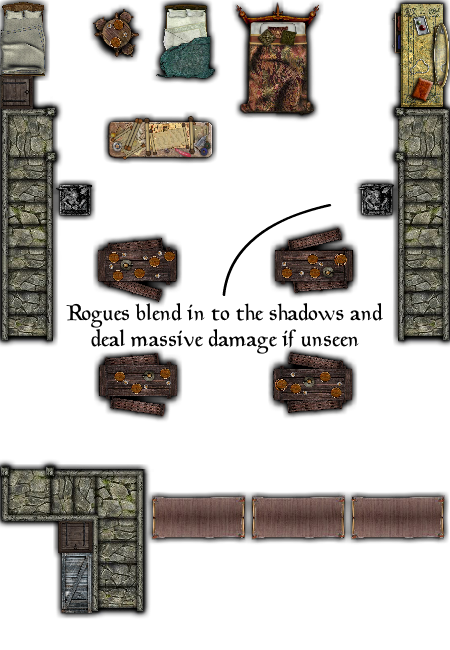 Rogues blend in to the shadows and
deal massive damage if unseen